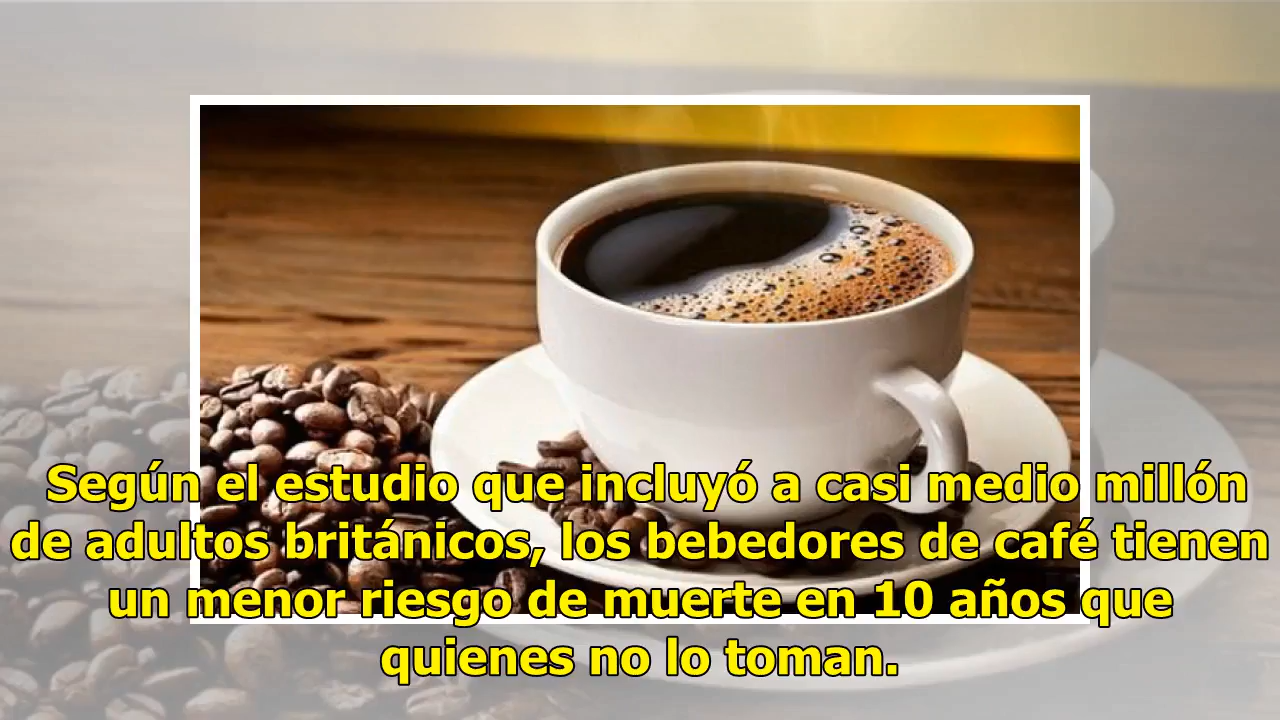 Según el estudio que incluyó a casi medio millón
de adultos británicos, los bebedores de café tienen
un menor riesgo de muerte en 10 años que
quienes no lo toman.